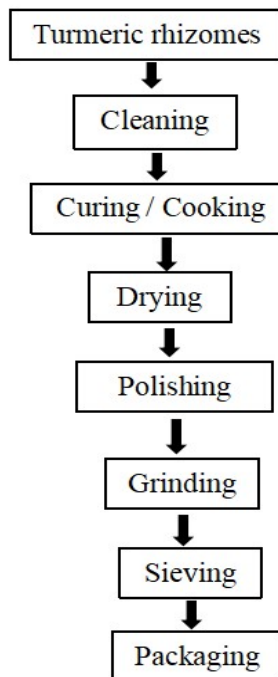 Turmeric rhizomes
Cleaning
Curing / Cooking
Drying
Polishing
Grinding
Sieving
Packaging